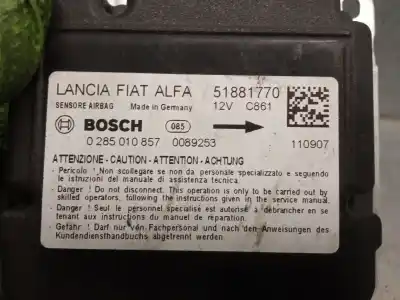 LANCIA FIAT ALFA 51881770
SENSORE AIRBAG Made in Germany 12V C861
BOSCH 085
0 285 010 857 0089253 110907
ATTENZIONE - CAUTION - ATTENTION - ACHTUNG
- Pericolo ! Non scollegare se non da personale specializzato e seguendo
le istruzioni del manuale di assistenza tecnica.
- Danger ! Do not disconnect. This operation is only to be carried out by
skilled operators, following the instructions given in the service manual.
- Danger ! Seul le personnel spécialisé est autorisé à débrancher en se
tenant aux instructions du manuel de réparation.
- Gefahr ! Darf nur von Fachpersonal und nach den Anweisungen des
Kundendiensthandbuchs abgetrennt werden.